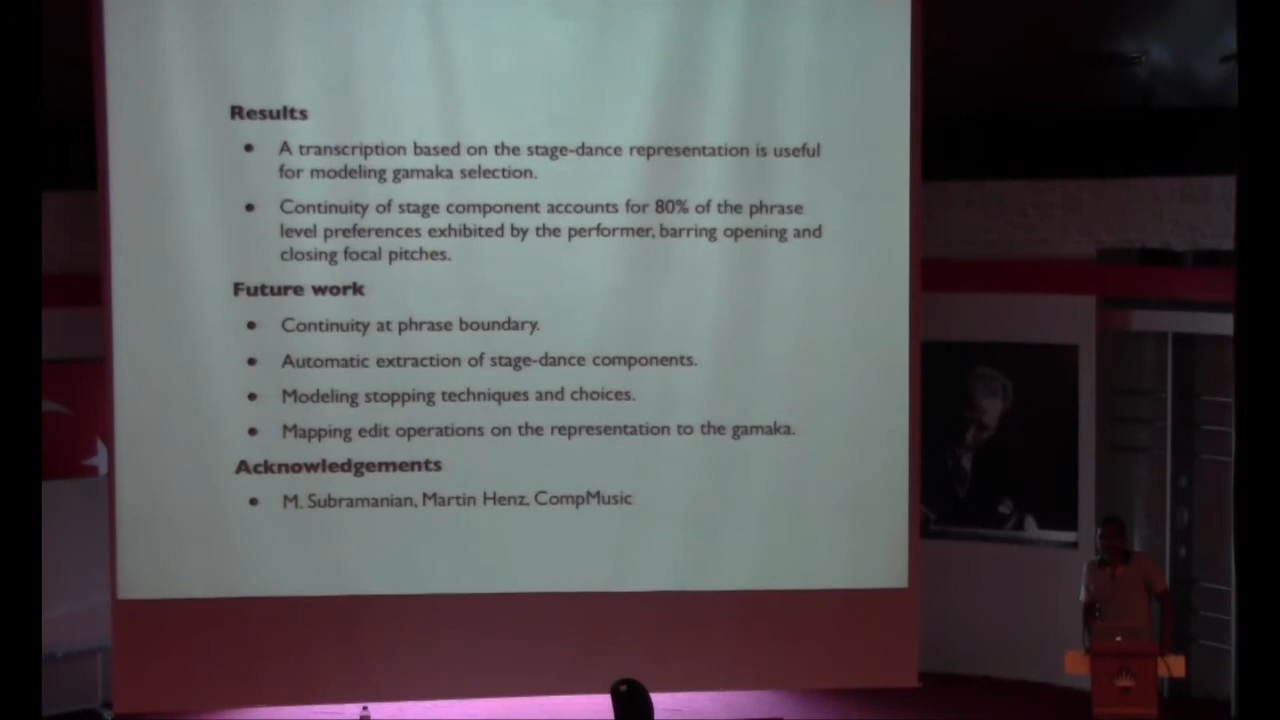 Results
• A transcription based on the stage-dance representation is useful
for modeling gamaka selection.
• Continuity of stage component accounts for 80% of the phrase
level preferences exhibited by the performer, barring opening and
closing focal pitches.
Future work
• Continuity at phrase boundary.
• Automatic extraction of stage-dance components.
• Modeling stopping techniques and choices.
• Mapping edit operations on the representation to the gamaka.
Acknowledgements
• M. Subramanian, Martin Henz, CompMusic